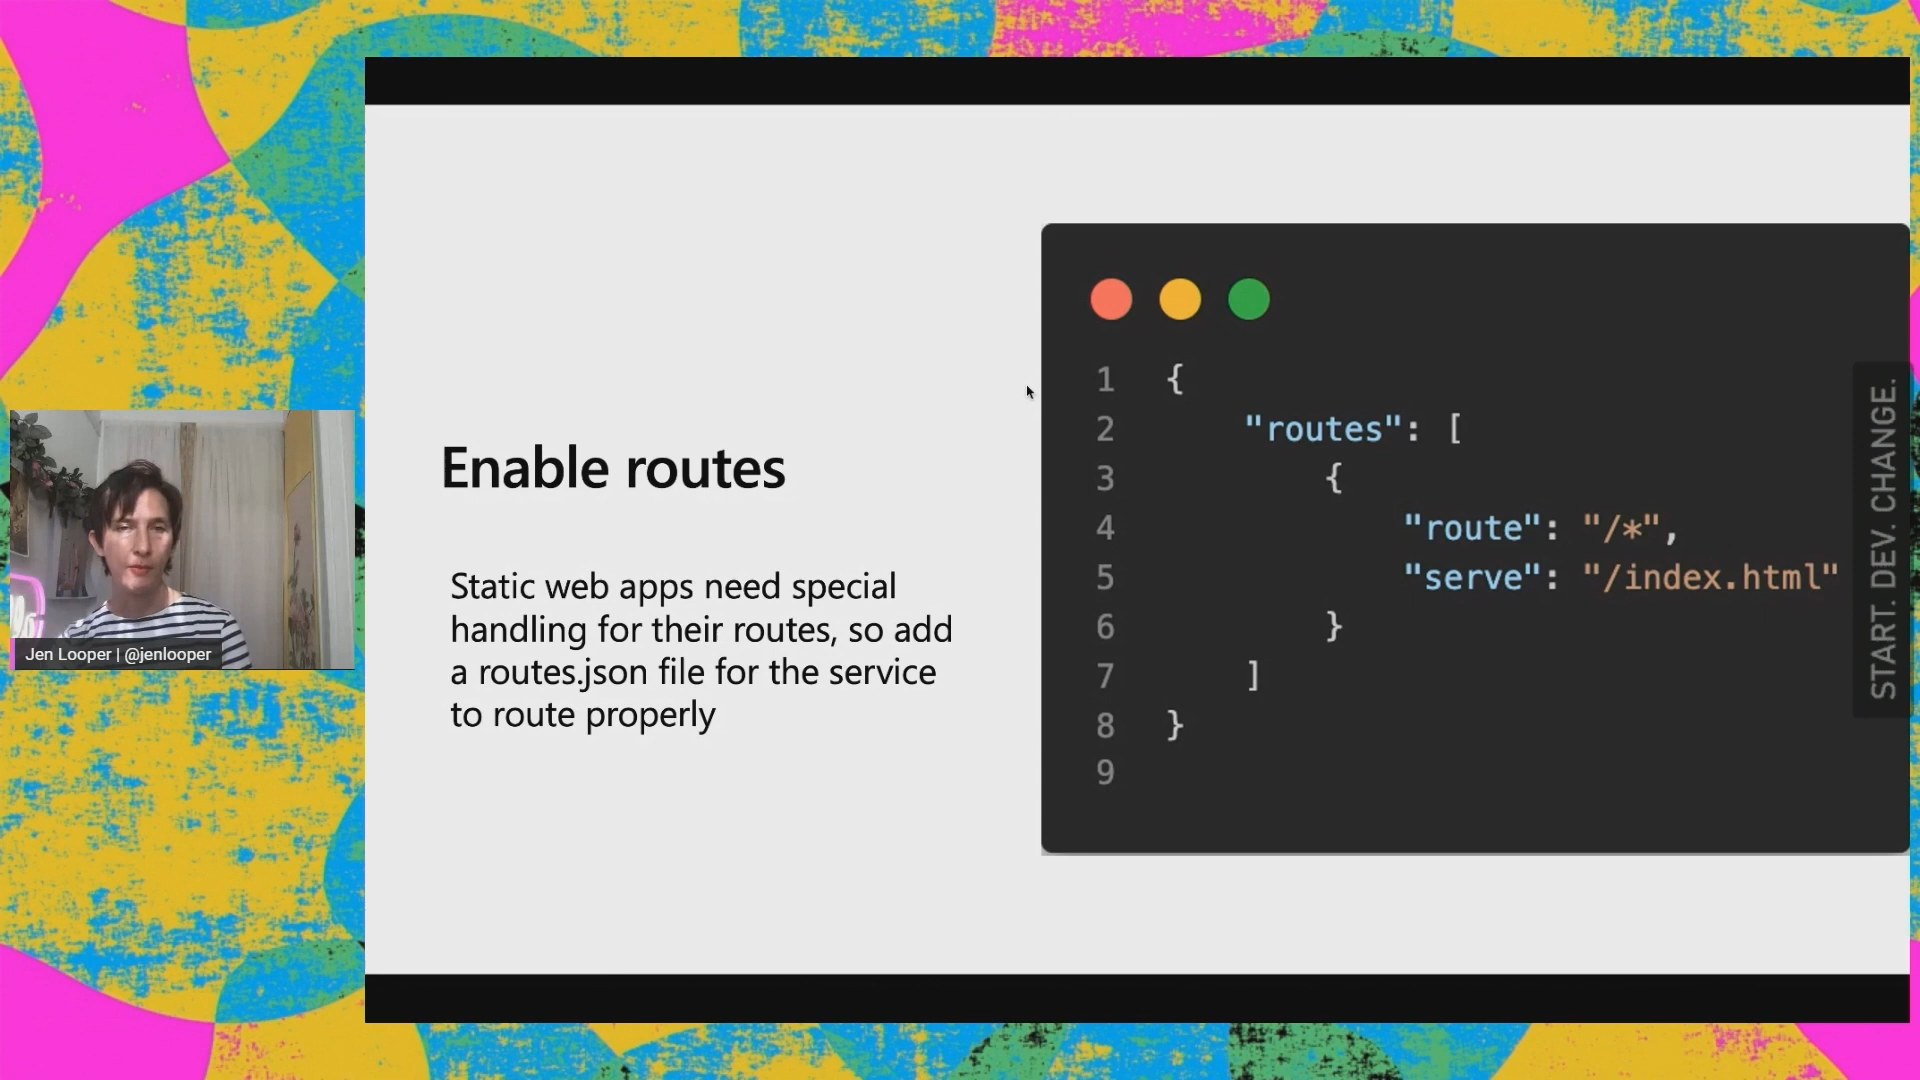 Enable routes
Static web apps need special
handling for their routes, so add
a routes.json file for the service
to route properly
1 {
2 "routes": [
3 {
4 "route": "/*",
5 "serve": "/index.html"
6 }
7 ]
8 }
9
START. DEV. CHANGE.
Jen Looper | @jenlooper